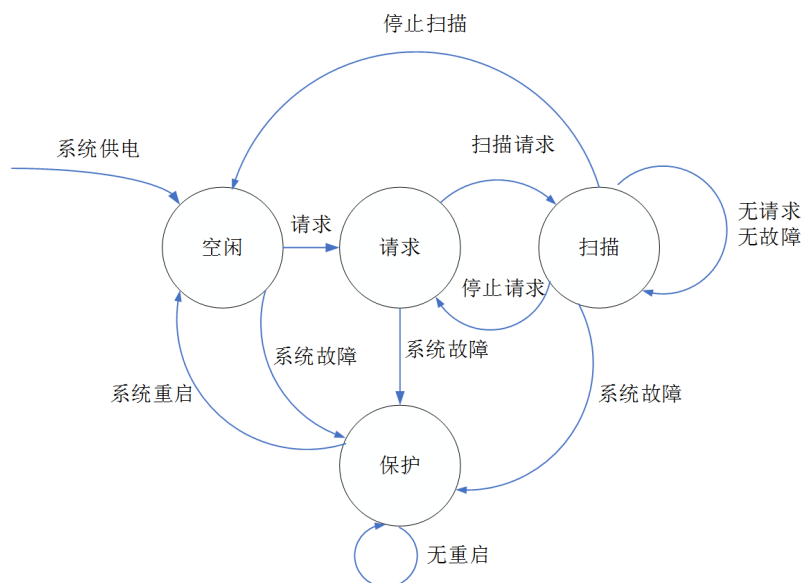 停止扫描
系统供电
扫描请求
无请求
无故障
请求
空闲
请求
扫描
停止请求
系统故障
系统故障
系统重启
系统故障
保护
无重启